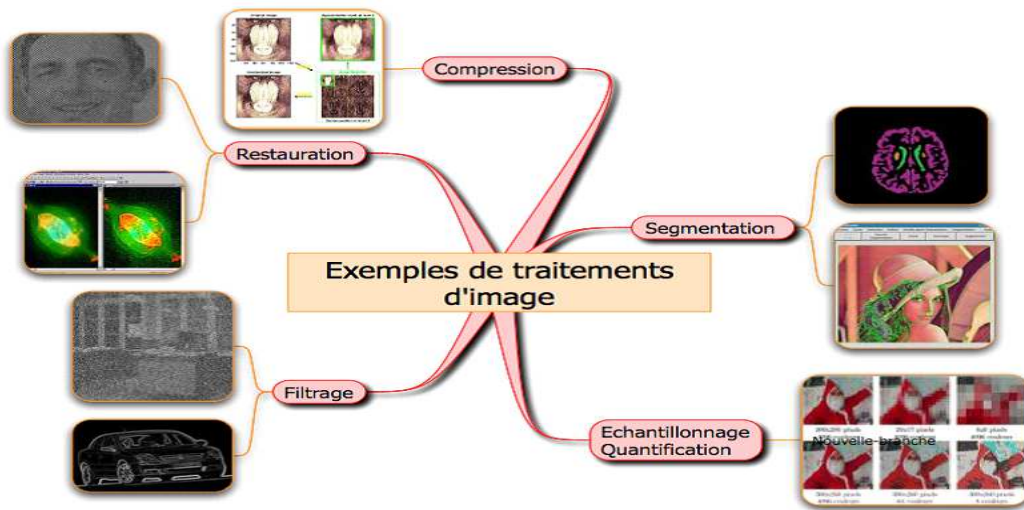 Compression
Restauration
Segmentation
Exemples de traitements
d'image
Filtrage
Echantillonnage
Quantification
Nouvelle-branche